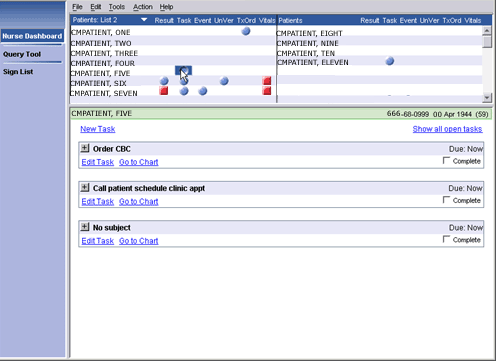 File Edit Tools Action Help
Nurse Dashboard
Query Tool
Sign List
Patients: List 2 Result Task Event UnVer TxOrd Vitals
CMPATIENT, ONE
CMPATIENT, TWO
CMPATIENT, THREE
CMPATIENT, FOUR
CMPATIENT, FIVE
CMPATIENT, SIX
CMPATIENT, SEVEN
Patients Result Task Event UnVer TxOrd Vitals
CMPATIENT, EIGHT
CMPATIENT, NINE
CMPATIENT, TEN
CMPATIENT, ELEVEN
CMPATIENT, FIVE 666-68-0999 00 Apr 1944 (59)
New Task Show all open tasks
Order CBC Due: Now
Edit Task Go to Chart Complete
Call patient schedule clinic appt Due: Now
Edit Task Go to Chart Complete
No subject Due: Now
Edit Task Go to Chart Complete